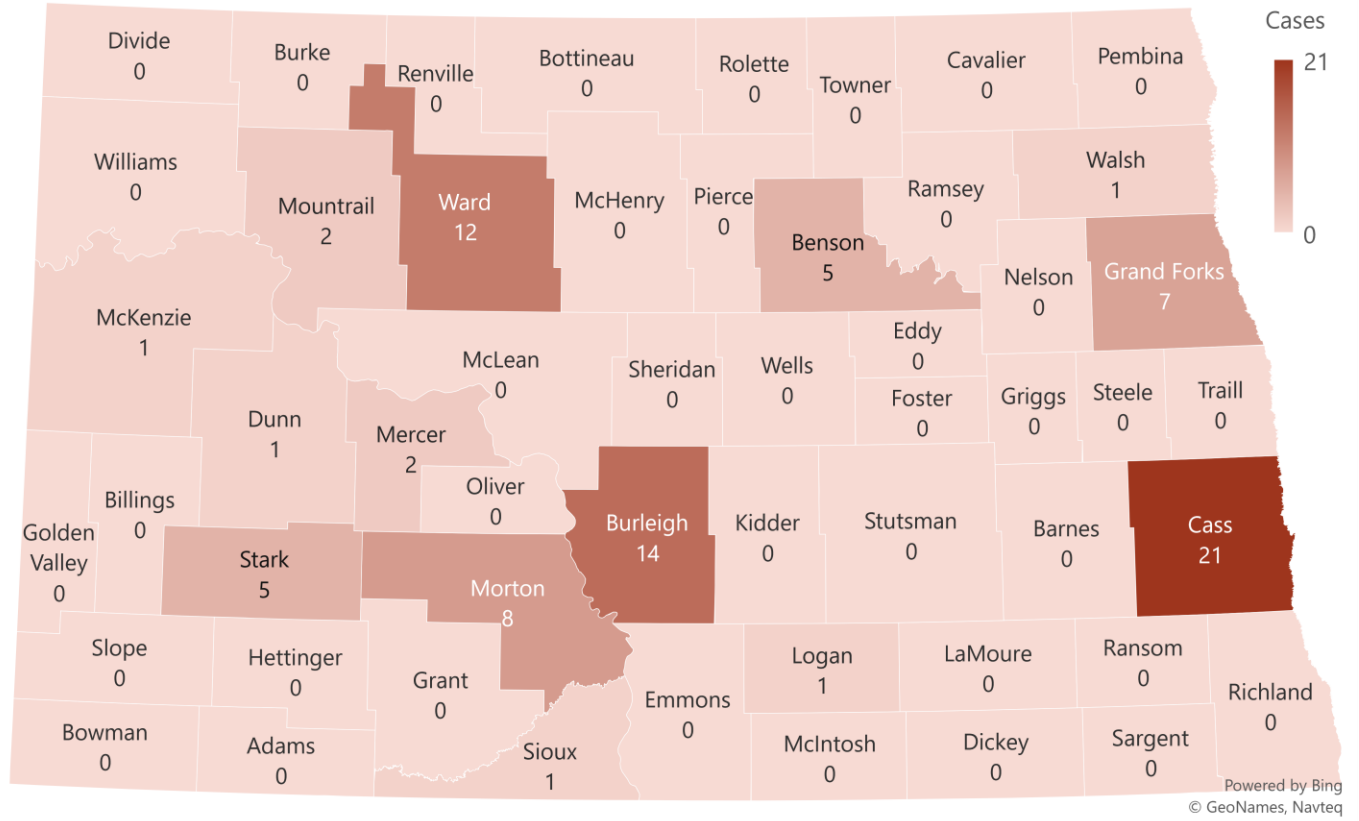 Divide
0
Burke
0
Renville
0
Bottineau
0
Rolette
0
Towner
0
Cavalier
0
Pembina
0
Cases
21
0
Williams
0
Mountrail
2
Ward
12
McHenry
0
Pierce
0
Benson
5
Ramsey
0
Walsh
1
Nelson
0
Grand Forks
7
McKenzie
1
Dunn
1
McLean
0
Mercer
2
Oliver
0
Sheridan
0
Wells
0
Eddy
0
Foster
0
Griggs
0
Steele
0
Traill
0
Golden
Valley
0
Billings
0
Stark
5
Morton
8
Burleigh
14
Kidder
0
Stutsman
0
Barnes
0
Cass
21
Slope
0
Hettinger
0
Grant
0
Emmons
0
Logan
1
LaMoure
0
Ransom
0
Richland
0
Bowman
0
Adams
0
Sioux
1
McIntosh
0
Dickey
0
Sargent
0
Powered by Bing
© GeoNames, Navteq